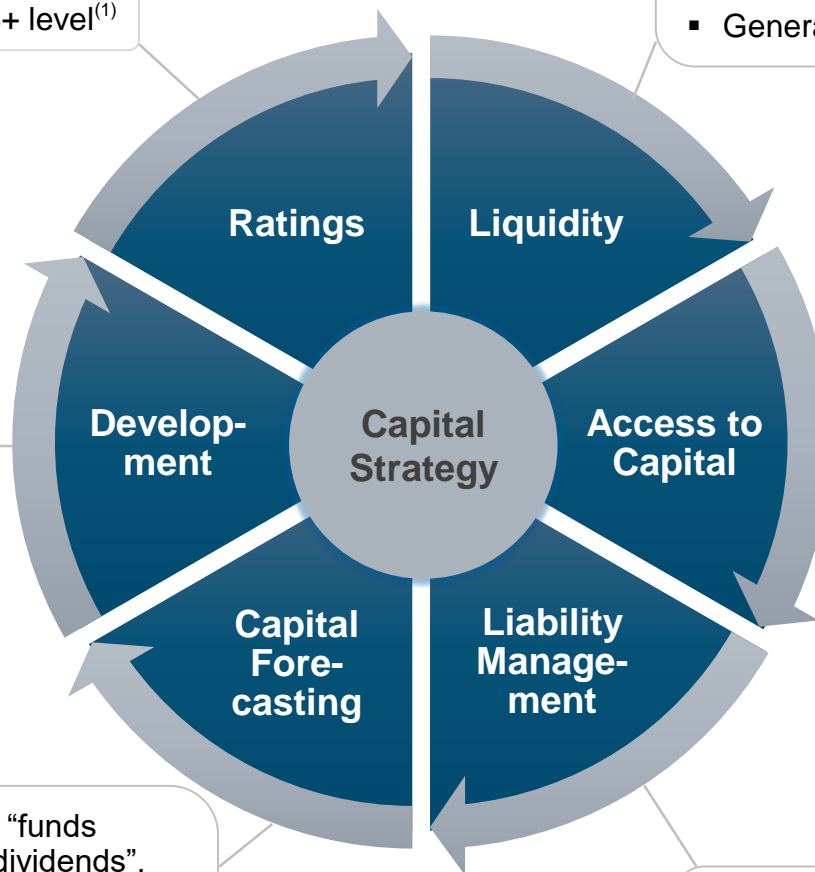 + level(1)
▪ Genera
Ratings
Liquidity
Develop-
ment
Capital
Strategy
Access to
Capital
Capital
Fore-
casting
Liability
Manage-
ment
“funds
dividends”.